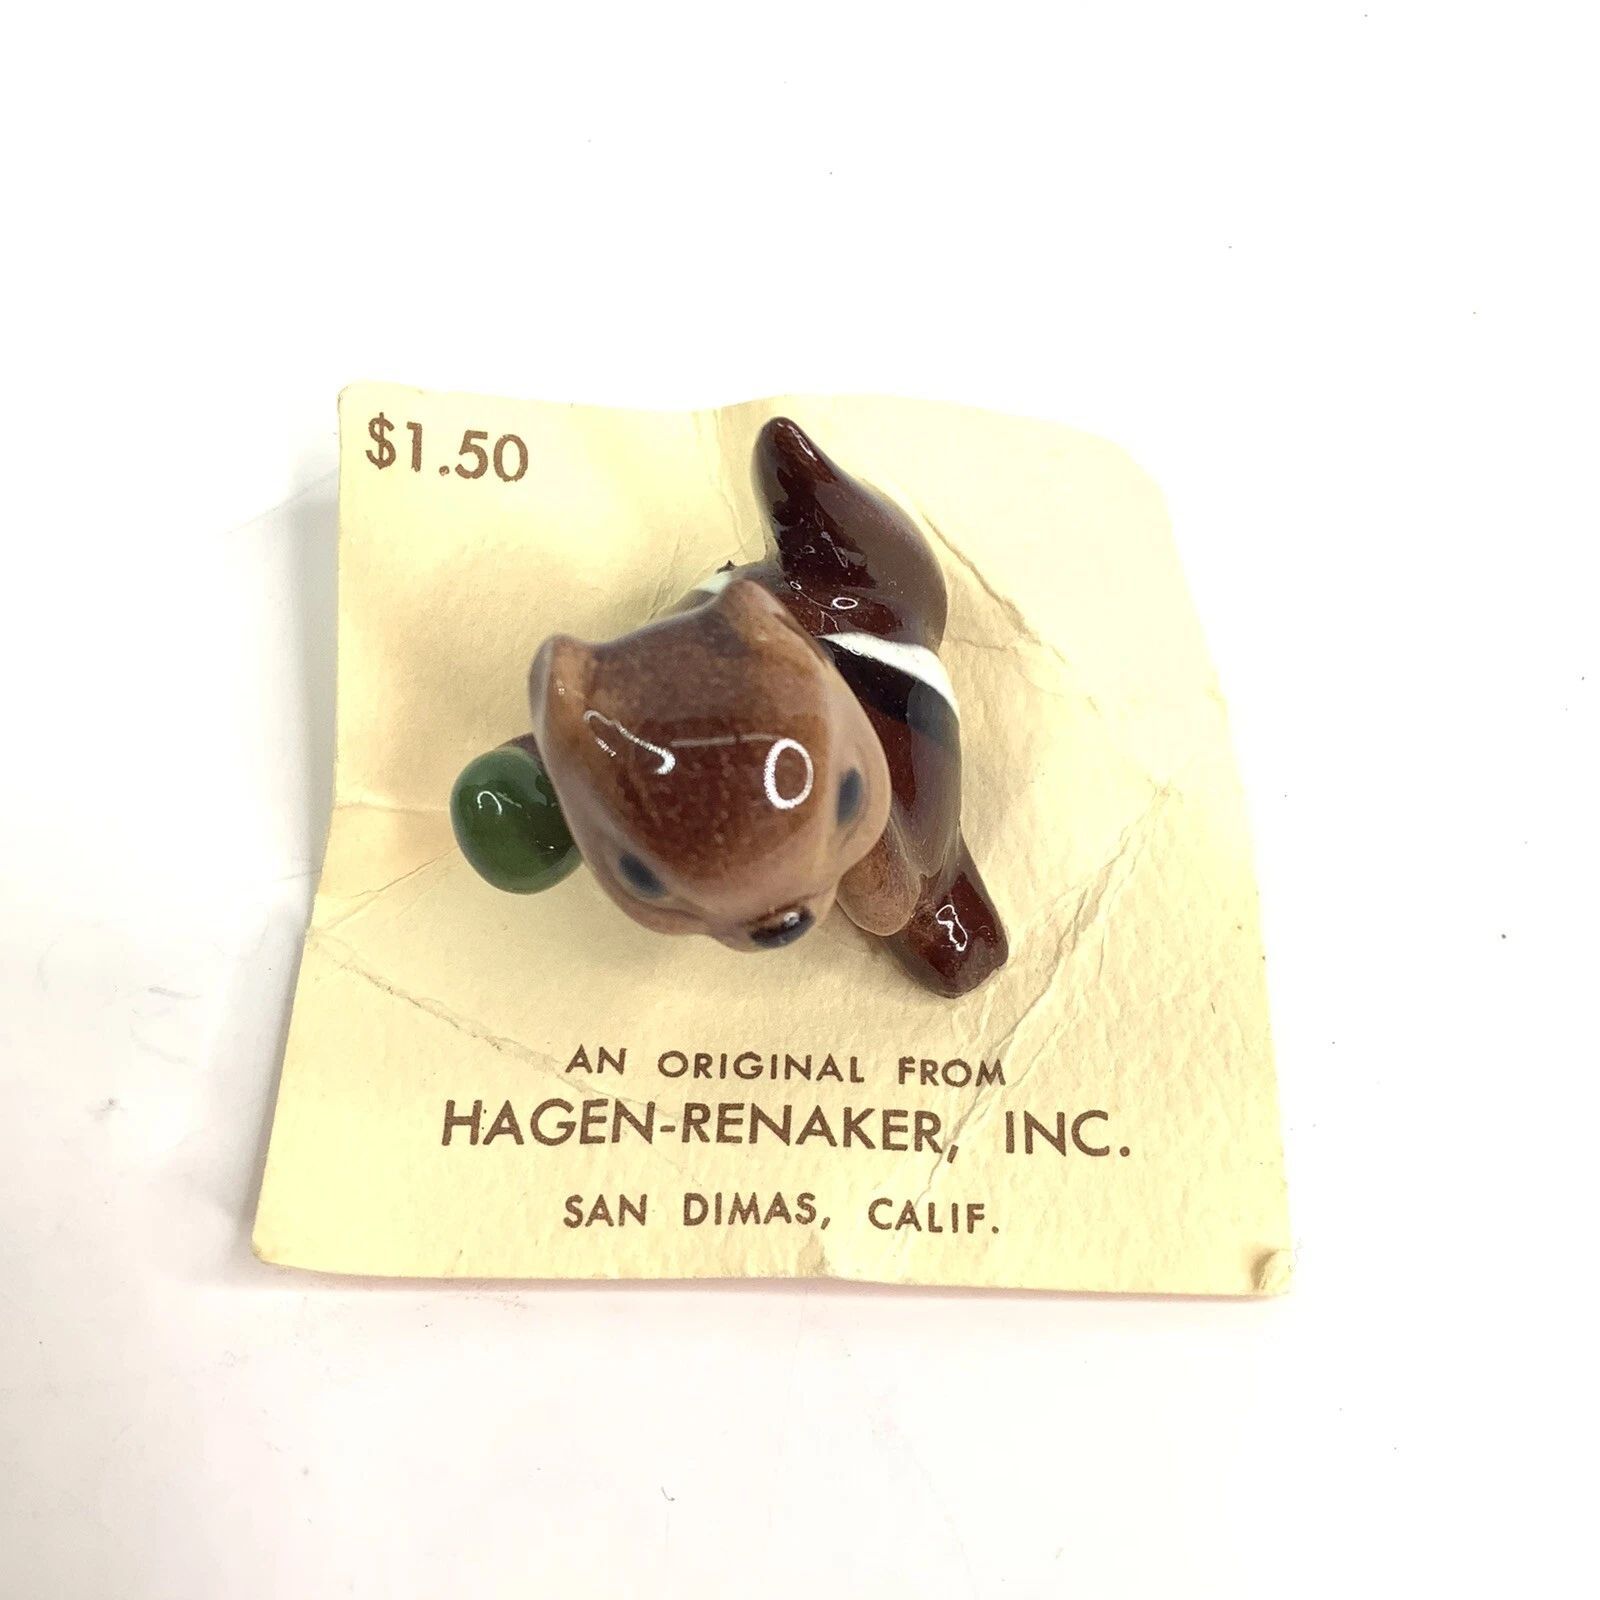 $1.50
AN ORIGINAL FROM
HAGEN-RENAKER, INC.
SAN DIMAS, CALIF.